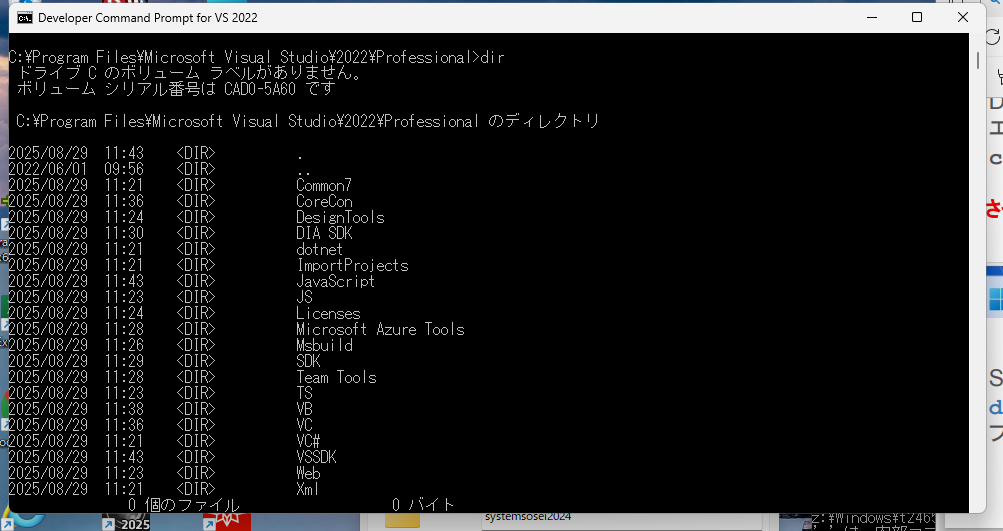 Developer Command Prompt for VS 2022
C:¥Program Files¥Microsoft Visual Studio¥2022¥Professional>dir
ドライブ C のボリューム ラベルがありません。
ボリューム シリアル番号は CAD0-5A60 です
C:¥Program Files¥Microsoft Visual Studio¥2022¥Professional のディレクトリ
2025/08/29 11:43 <DIR> .
2022/06/01 09:56 <DIR> ..
2025/08/29 11:21 <DIR> Common7
2025/08/29 11:36 <DIR> CoreCon
2025/08/29 11:24 <DIR> DesignTools
2025/08/29 11:30 <DIR> DIA SDK
2025/08/29 11:21 <DIR> dotnet
2025/08/29 11:21 <DIR> ImportProjects
2025/08/29 11:43 <DIR> JavaScript
2025/08/29 11:23 <DIR> JS
2025/08/29 11:24 <DIR> Licenses
2025/08/29 11:28 <DIR> Microsoft Azure Tools
2025/08/29 11:26 <DIR> Msbuild
2025/08/29 11:29 <DIR> SDK
2025/08/29 11:28 <DIR> Team Tools
2025/08/29 11:23 <DIR> TS
2025/08/29 11:38 <DIR> VB
2025/08/29 11:36 <DIR> VC
2025/08/29 11:21 <DIR> VC#
2025/08/29 11:43 <DIR> VSSDK
2025/08/29 11:23 <DIR> Web
2025/08/29 11:21 <DIR> Xml
0 個のファイル 0 バイト
2025
systemsosei2024
z:¥Windows¥t2465